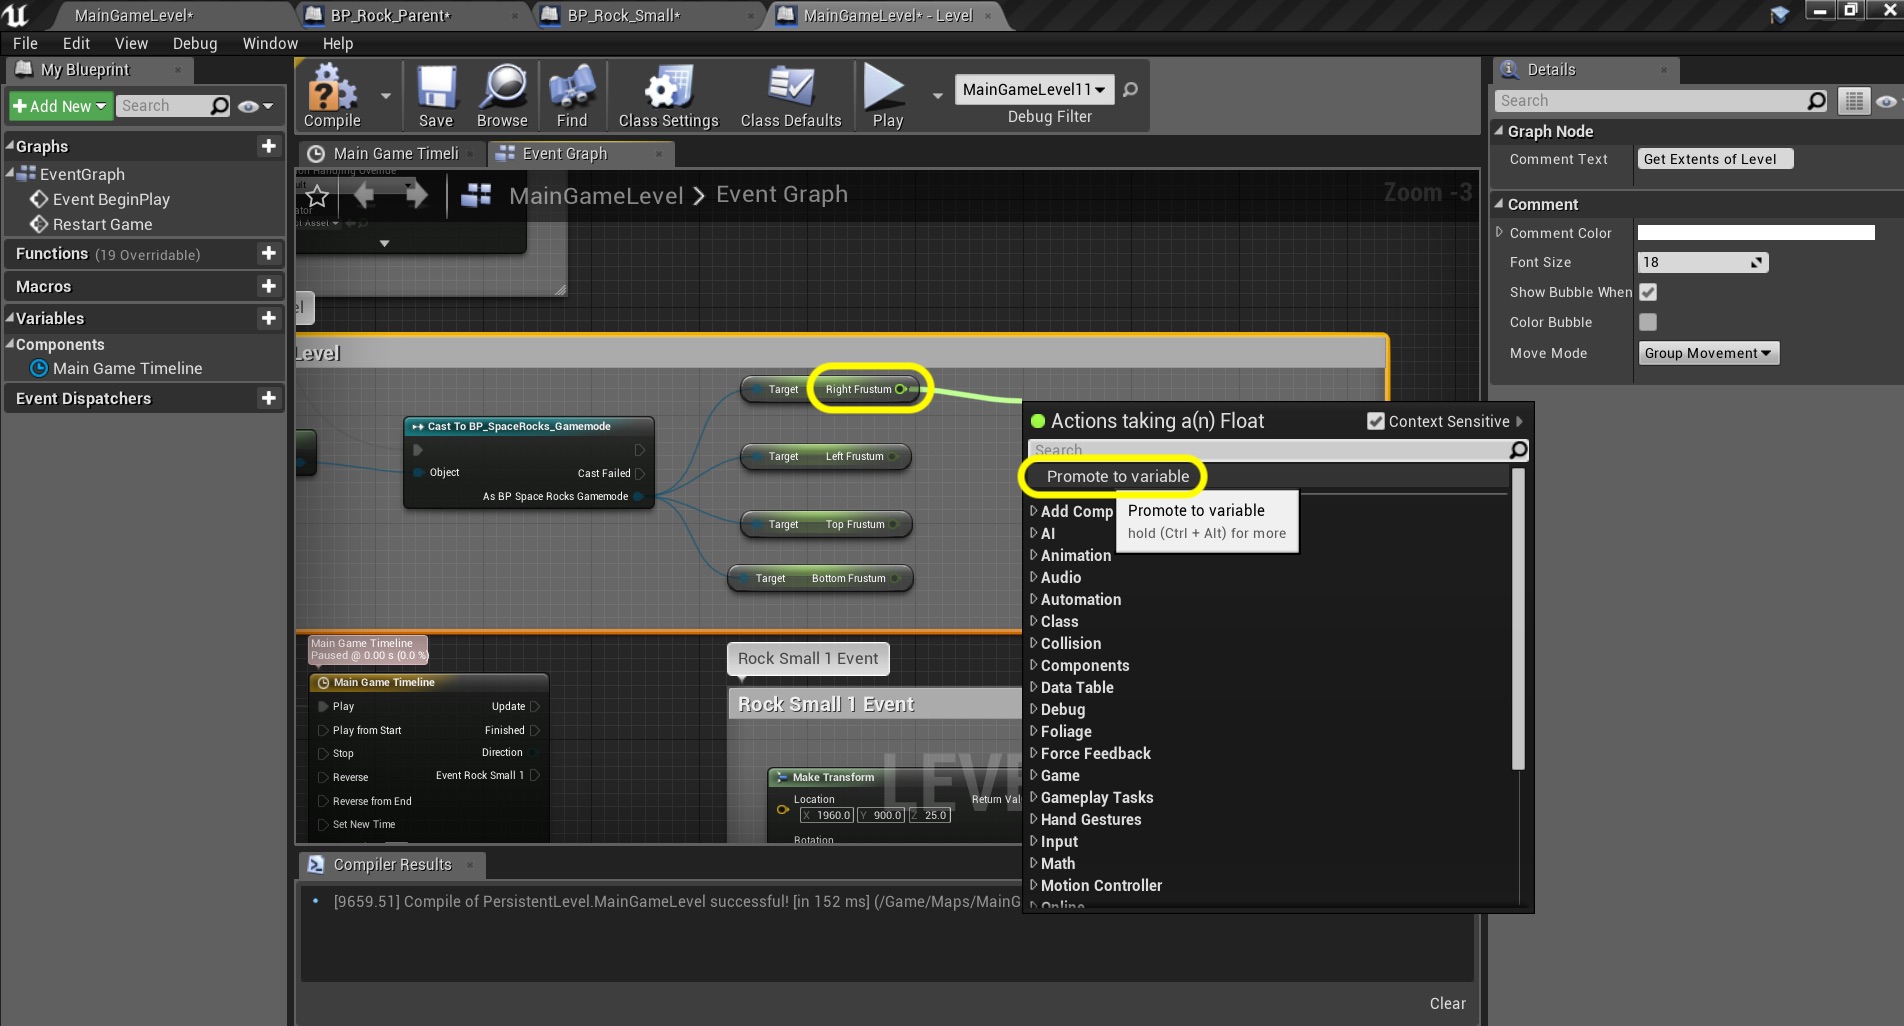 MainGameLevel*
BP_Rock_Parent*
BP_Rock_Small*
MainGameLevel* - Level
File Edit View Debug Window Help
My Blueprint
Add New
Search
Graphs
EventGraph
Event BeginPlay
Restart Game
Functions (19 Overridable)
Macros
Variables
Components
Main Game Timeline
Event Dispatchers
Compile
Save
Browse
Find
Class Settings
Class Defaults
Play
MainGameLevel11
Debug Filter
Main Game Timeli
Event Graph
on Handling Override
MainGameLevel > Event Graph
Zoom -3
Level
Target Right Frustum
Cast To BP_SpaceRocks_Gamemode
Object
Cast Failed
As BP Space Rocks Gamemode
Target Left Frustum
Target Top Frustum
Target Bottom Frustum
Actions taking a(n) Float
Context Sensitive
Search
Promote to variable
Promote to variable
hold (Ctrl + Alt) for more
Add Comp
AI
Animation
Audio
Automation
Class
Collision
Components
Data Table
Debug
Foliage
Force Feedback
Game
Gameplay Tasks
Hand Gestures
Input
Math
Motion Controller
Online
Main Game Timeline
Paused @ 0.00 s (0.0 %)
Main Game Timeline
Play Update
Play from Start Finished
Stop Direction
Reverse Event Rock Small 1
Reverse from End
Set New Time
Rock Small 1 Event
Rock Small 1 Event
LEVE
Make Transform
Location Return Val
X 1960.0 Y 900.0 Z 25.0
Rotation
Compiler Results
[9659.51] Compile of PersistentLevel.MainGameLevel successful! [in 152 ms] (/Game/Maps/MainG
Clear
Details
Search
Graph Node
Comment Text Get Extents of Level
Comment
Comment Color
Font Size 18
Show Bubble When
Color Bubble
Move Mode Group Movement